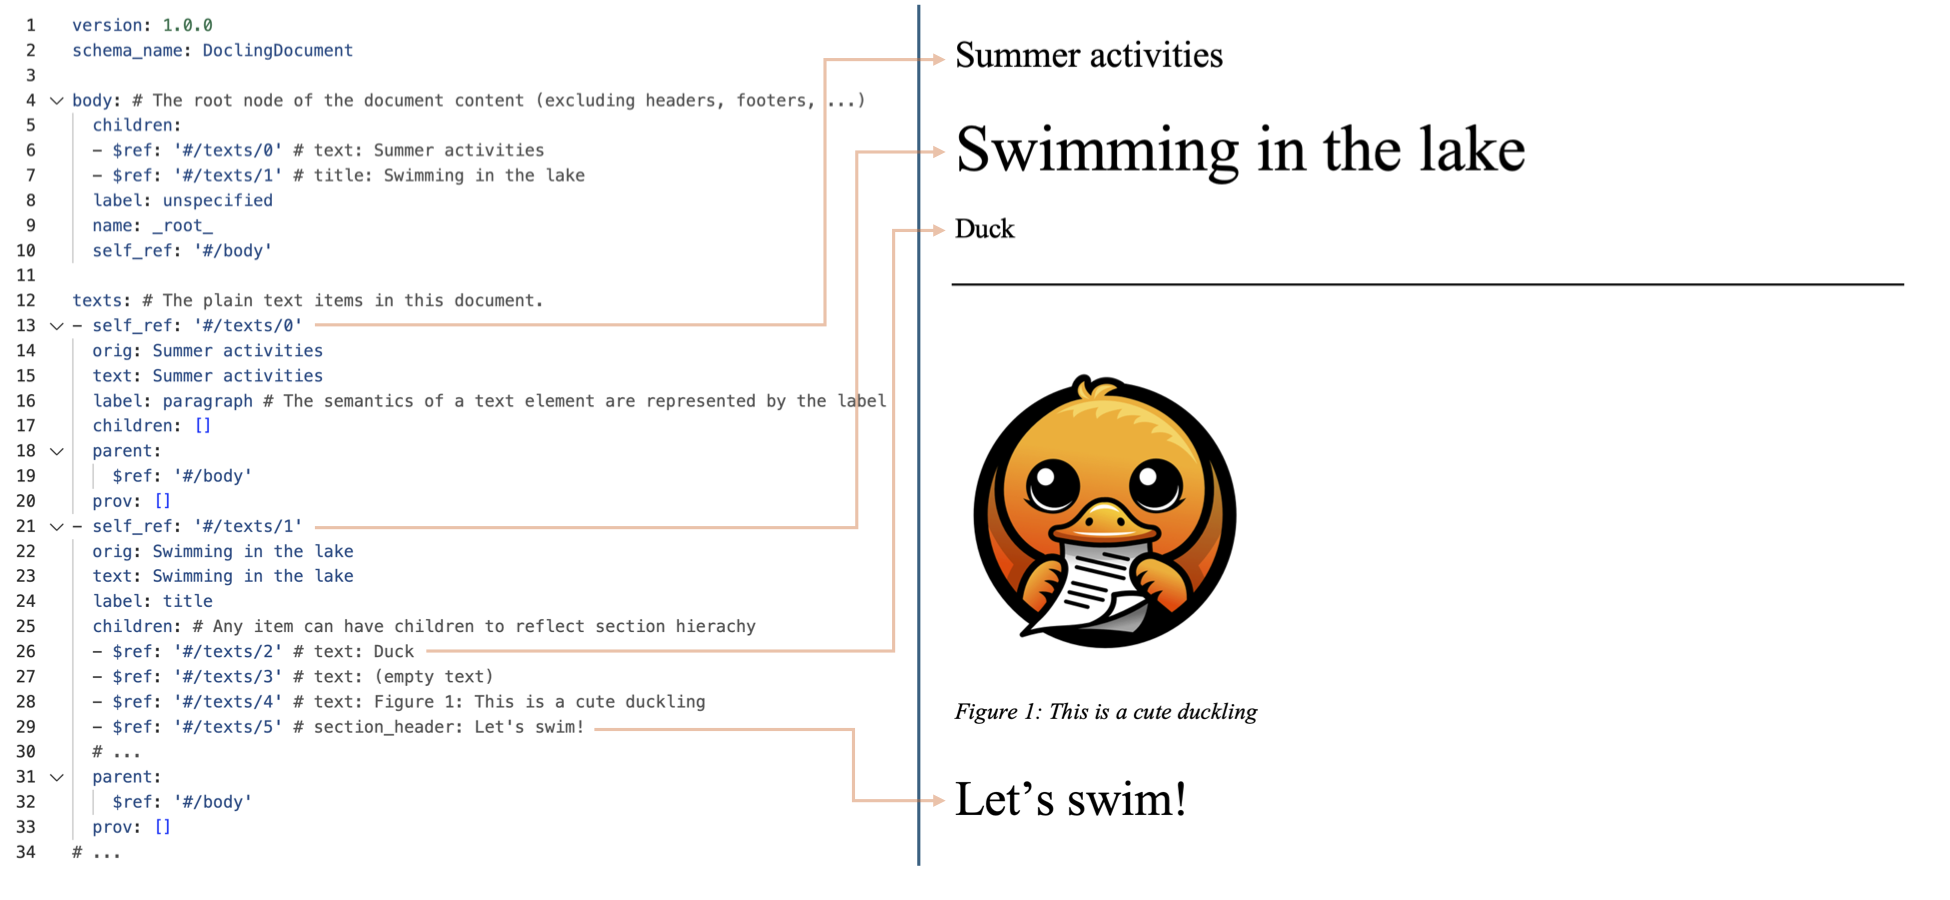 1 version: 1.0.0
2 schema_name: DoclingDocument
3
4 body: # The root node of the document content (excluding headers, footers, ...)
5 children:
6 - $ref: '#/texts/0' # text: Summer activities
7 - $ref: '#/texts/1' # title: Swimming in the lake
8 label: unspecified
9 name: _root_
10 self_ref: '#/body'
11
12 texts: # The plain text items in this document.
13 - self_ref: '#/texts/0'
14 orig: Summer activities
15 text: Summer activities
16 label: paragraph # The semantics of a text element are represented by the label
17 children: []
18 parent:
19 $ref: '#/body'
20 prov: []
21 - self_ref: '#/texts/1'
22 orig: Swimming in the lake
23 text: Swimming in the lake
24 label: title
25 children: # Any item can have children to reflect section hierachy
26 - $ref: '#/texts/2' # text: Duck
27 - $ref: '#/texts/3' # text: (empty text)
28 - $ref: '#/texts/4' # text: Figure 1: This is a cute duckling
29 - $ref: '#/texts/5' # section_header: Let's swim!
30 # ...
31 parent:
32 $ref: '#/body'
33 prov: []
34 # ...
Summer activities
Swimming in the lake
Duck
Figure 1: This is a cute duckling
Let’s swim!